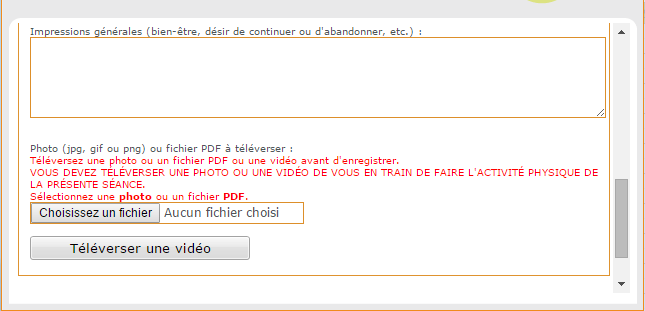 Impressions générales (bien-être, désir de continuer ou d'abandonner, etc.) :
Photo (jpg, gif ou png) ou fichier PDF à téléverser :
Téléversez une photo ou un fichier PDF ou une vidéo avant d'enregistrer.
VOUS DEVEZ TÉLÉVERSER UNE PHOTO OU UNE VIDÉO DE VOUS EN TRAIN DE FAIRE L'ACTIVITÉ PHYSIQUE DE
LA PRÉSENTE SÉANCE.
Sélectionnez une photo ou un fichier PDF.
Choisissez un fichier Aucun fichier choisi
Téléverser une vidéo